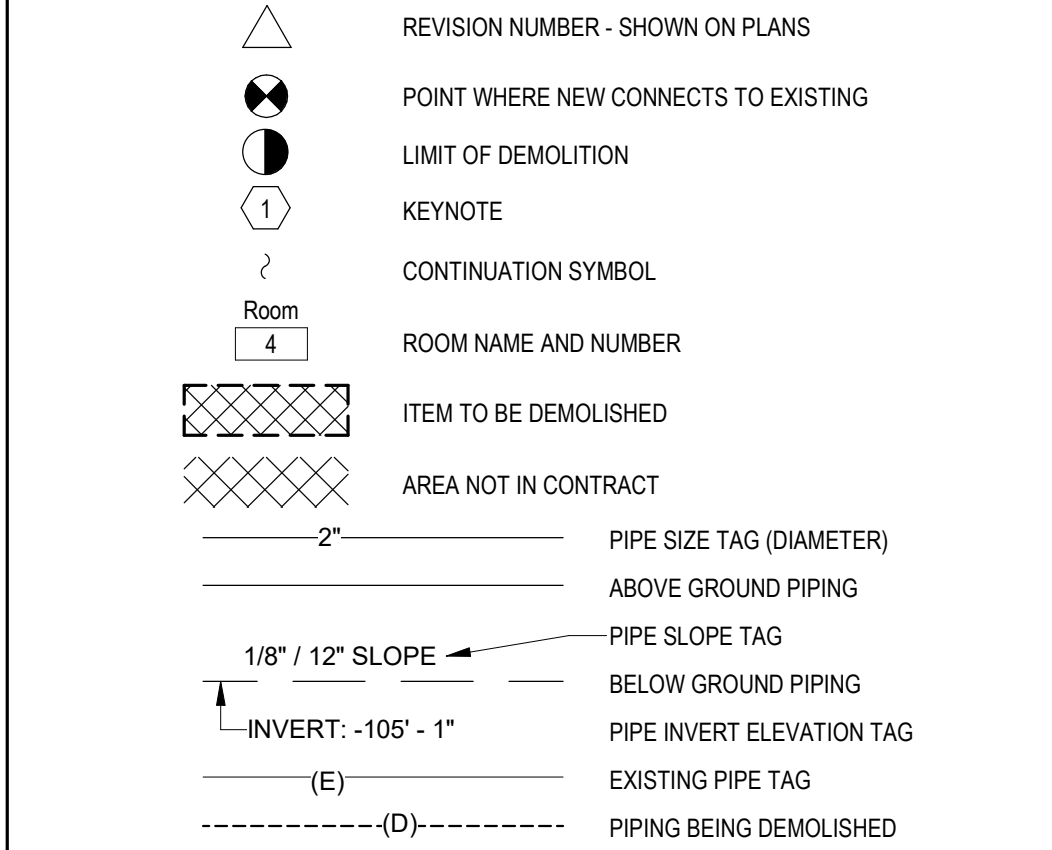 REVISION NUMBER - SHOWN ON PLANS
POINT WHERE NEW CONNECTS TO EXISTING
LIMIT OF DEMOLITION
1 KEYNOTE
CONTINUATION SYMBOL
Room
4 ROOM NAME AND NUMBER
ITEM TO BE DEMOLISHED
AREA NOT IN CONTRACT
2" PIPE SIZE TAG (DIAMETER)
ABOVE GROUND PIPING
PIPE SLOPE TAG
1/8" / 12" SLOPE
BELOW GROUND PIPING
INVERT: -105' - 1" PIPE INVERT ELEVATION TAG
(E) EXISTING PIPE TAG
(D) PIPING BEING DEMOLISHED